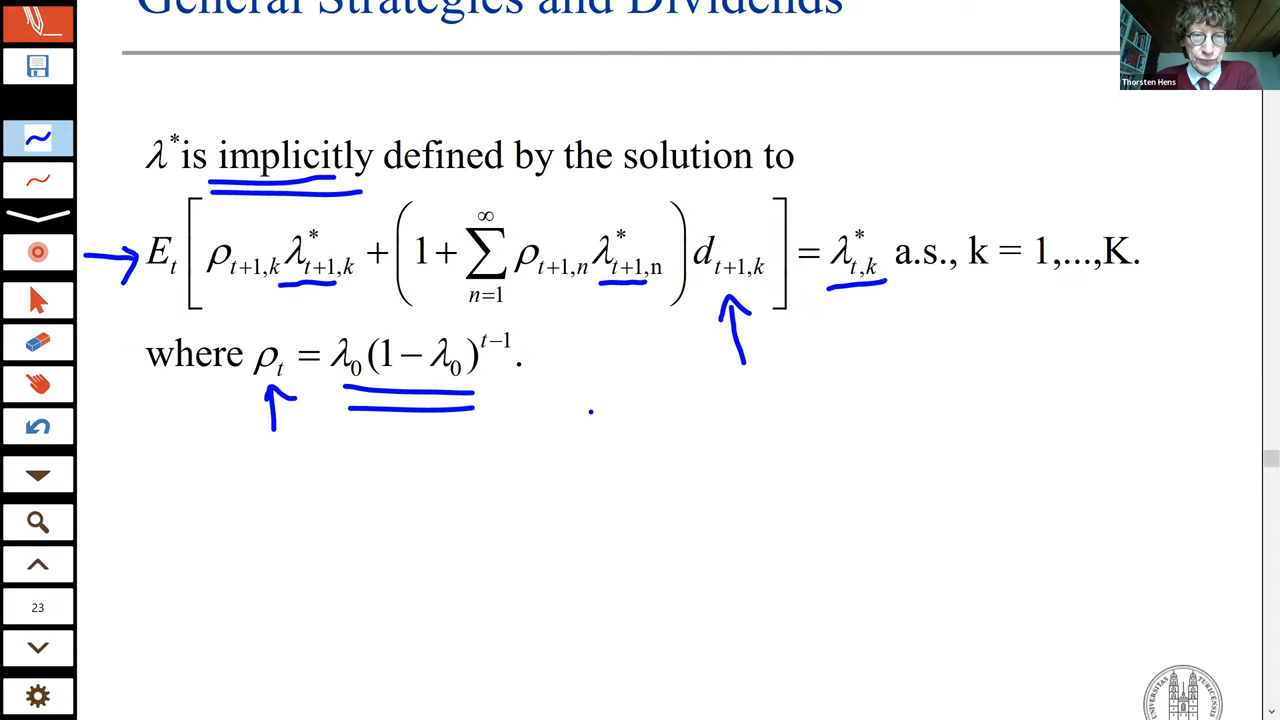 General Strategies and Dividends
Thorsten Hens
λ* is implicitly defined by the solution to
E_t [ ρ_{t+1,k} λ*_{t+1,k} + ( 1 + ∑_{n=1}^{∞} ρ_{t+1,n} λ*_{t+1,n} ) d_{t+1,k} ] = λ*_{t,k} a.s., k = 1,...,K.
where ρ_t = λ_0 (1 − λ_0)^{t−1}.
23